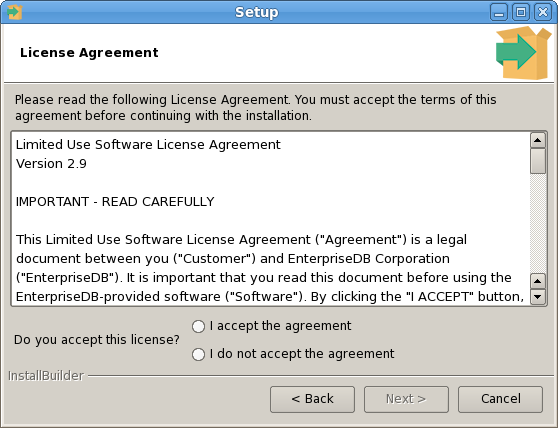 Setup
License Agreement
Please read the following License Agreement. You must accept the terms of this
agreement before continuing with the installation.
Limited Use Software License Agreement
Version 2.9
IMPORTANT - READ CAREFULLY
This Limited Use Software License Agreement ("Agreement") is a legal
document between you ("Customer") and EnterpriseDB Corporation
("EnterpriseDB"). It is important that you read this document before using the
EnterpriseDB-provided software ("Software"). By clicking the "I ACCEPT" button,
Do you accept this license?
I accept the agreement
I do not accept the agreement
InstallBuilder
< Back
Next >
Cancel